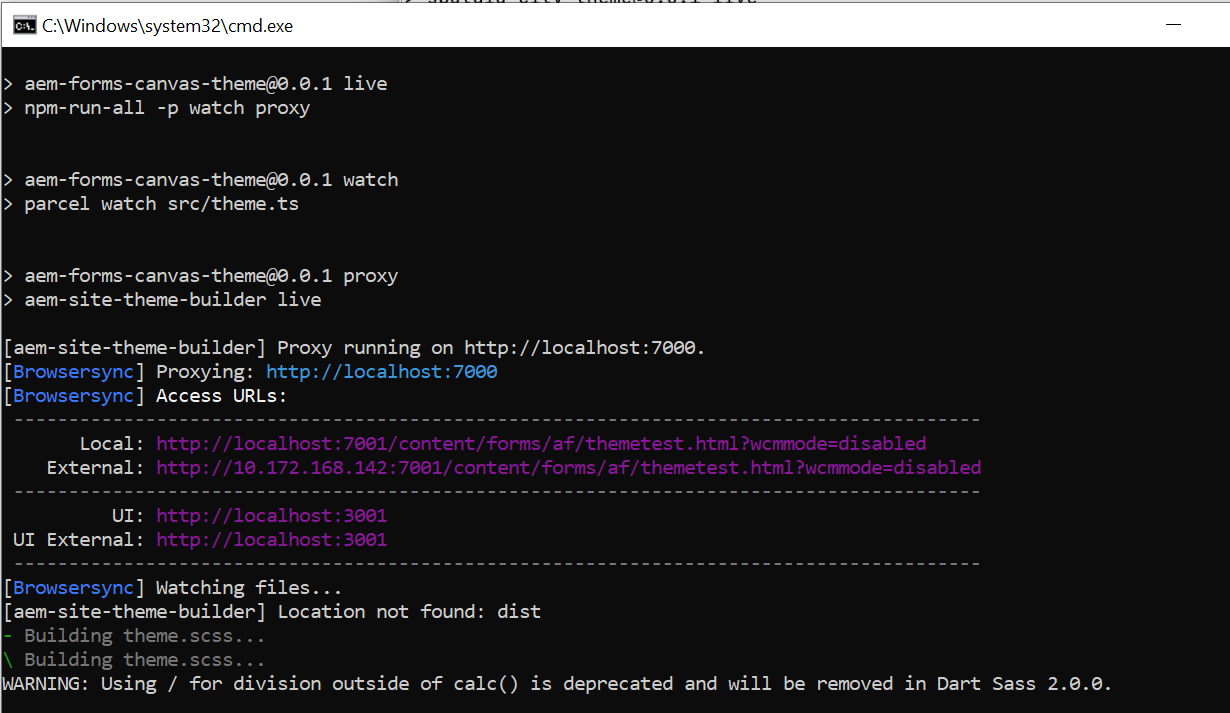 C:\Windows\system32\cmd.exe
> aem-forms-canvas-theme@0.0.1 live
> npm-run-all -p watch proxy
> aem-forms-canvas-theme@0.0.1 watch
> parcel watch src/theme.ts
> aem-forms-canvas-theme@0.0.1 proxy
> aem-site-theme-builder live
[aem-site-theme-builder] Proxy running on http://localhost:7000.
[Browsersync] Proxying: http://localhost:7000
[Browsersync] Access URLs:
----------------------------------------------------------------------------------------
Local: http://localhost:7001/content/forms/af/themetest.html?wcmmode=disabled
External: http://10.172.168.142:7001/content/forms/af/themetest.html?wcmmode=disabled
----------------------------------------------------------------------------------------
UI: http://localhost:3001
UI External: http://localhost:3001
----------------------------------------------------------------------------------------
[Browsersync] Watching files...
[aem-site-theme-builder] Location not found: dist
- Building theme.scss...
\ Building theme.scss...
WARNING: Using / for division outside of calc() is deprecated and will be removed in Dart Sass 2.0.0.